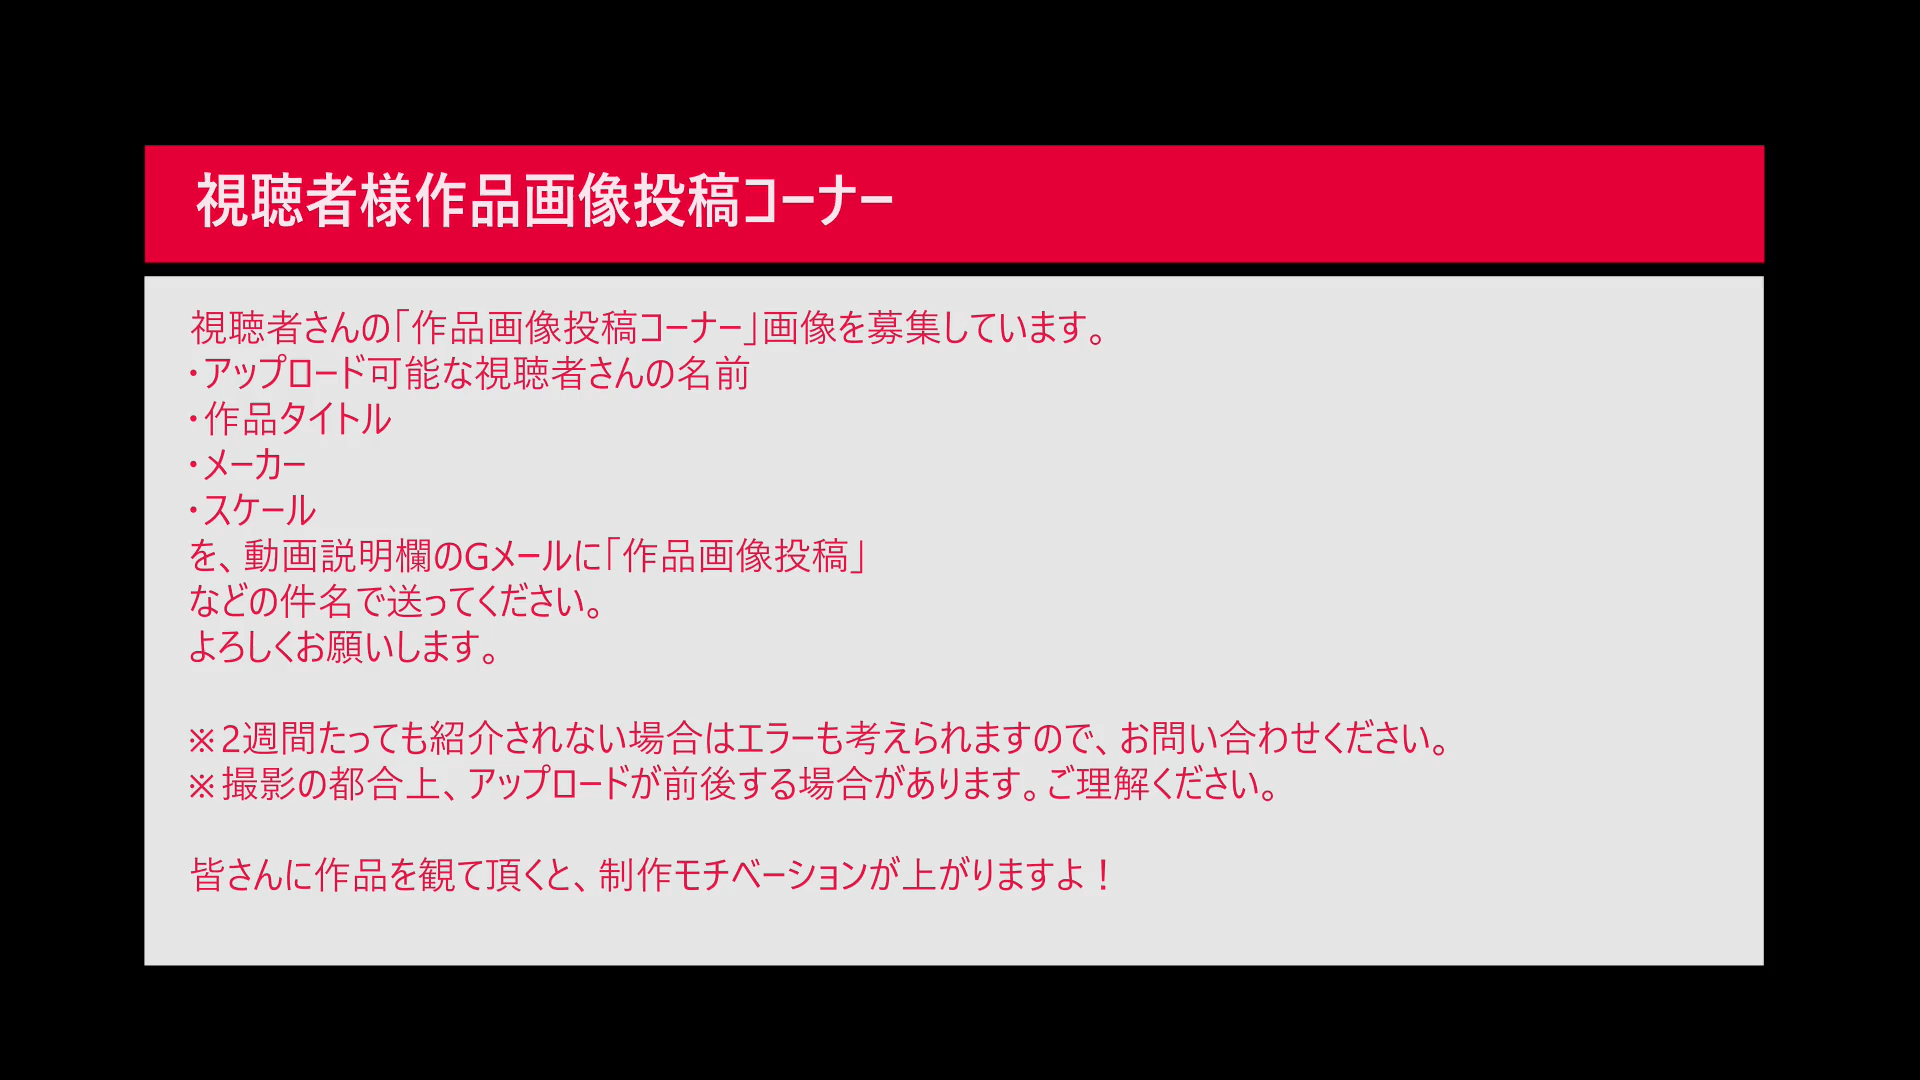 視聴者様作品画像投稿コーナー
視聴者さんの「作品画像投稿コーナー」画像を募集しています。
・アップロード可能な視聴者さんの名前
・作品タイトル
・メーカー
・スケール
を、動画説明欄のGメールに「作品画像投稿」
などの件名で送ってください。
よろしくお願いします。
※2週間たっても紹介されない場合はエラーも考えられますので、お問い合わせください。
※撮影の都合上、アップロードが前後する場合があります。ご理解ください。
皆さんに作品を観て頂くと、制作モチベーションが上がりますよ！